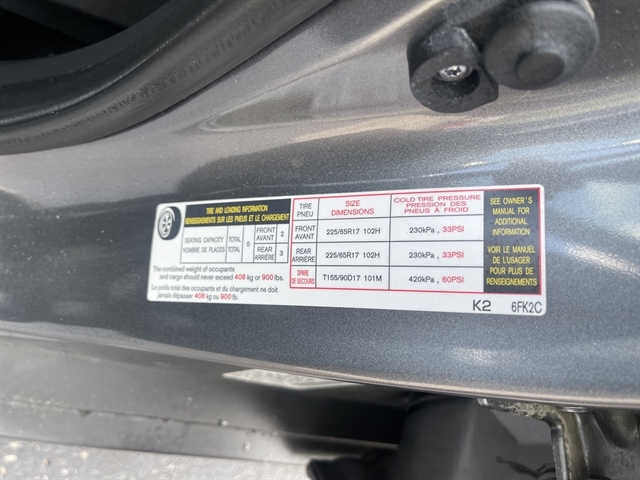 TIRE AND LOADING INFORMATION
RENSEIGNEMENTS SUR LES PNEUS ET LE CHARGEMENT
SEATING CAPACITY
NOMBRE DE PLACES
TOTAL
TOTAL
5
FRONT
AVANT
2
REAR
ARRIÈRE
3
The combined weight of occupants
and cargo should never exceed 408 kg or 900 lbs.
Le poids total des occupants et du chargement ne doit
jamais dépasser 408 kg or 900 lb.
TIRE
PNEU
SIZE
DIMENSIONS
COLD TIRE PRESSURE
PRESSION DES
PNEUS À FROID
FRONT
AVANT
225/65R17 102H
230kPa , 33PSI
REAR
ARRIÈRE
225/65R17 102H
230kPa , 33PSI
SPARE
DE SECOURS
T155/90D17 101M
420kPa , 60PSI
SEE OWNER'S
MANUAL FOR
ADDITIONAL
INFORMATION
VOIR LE MANUEL
DE L'USAGER
POUR PLUS DE
RENSEIGNEMENTS
K2 6FK2C